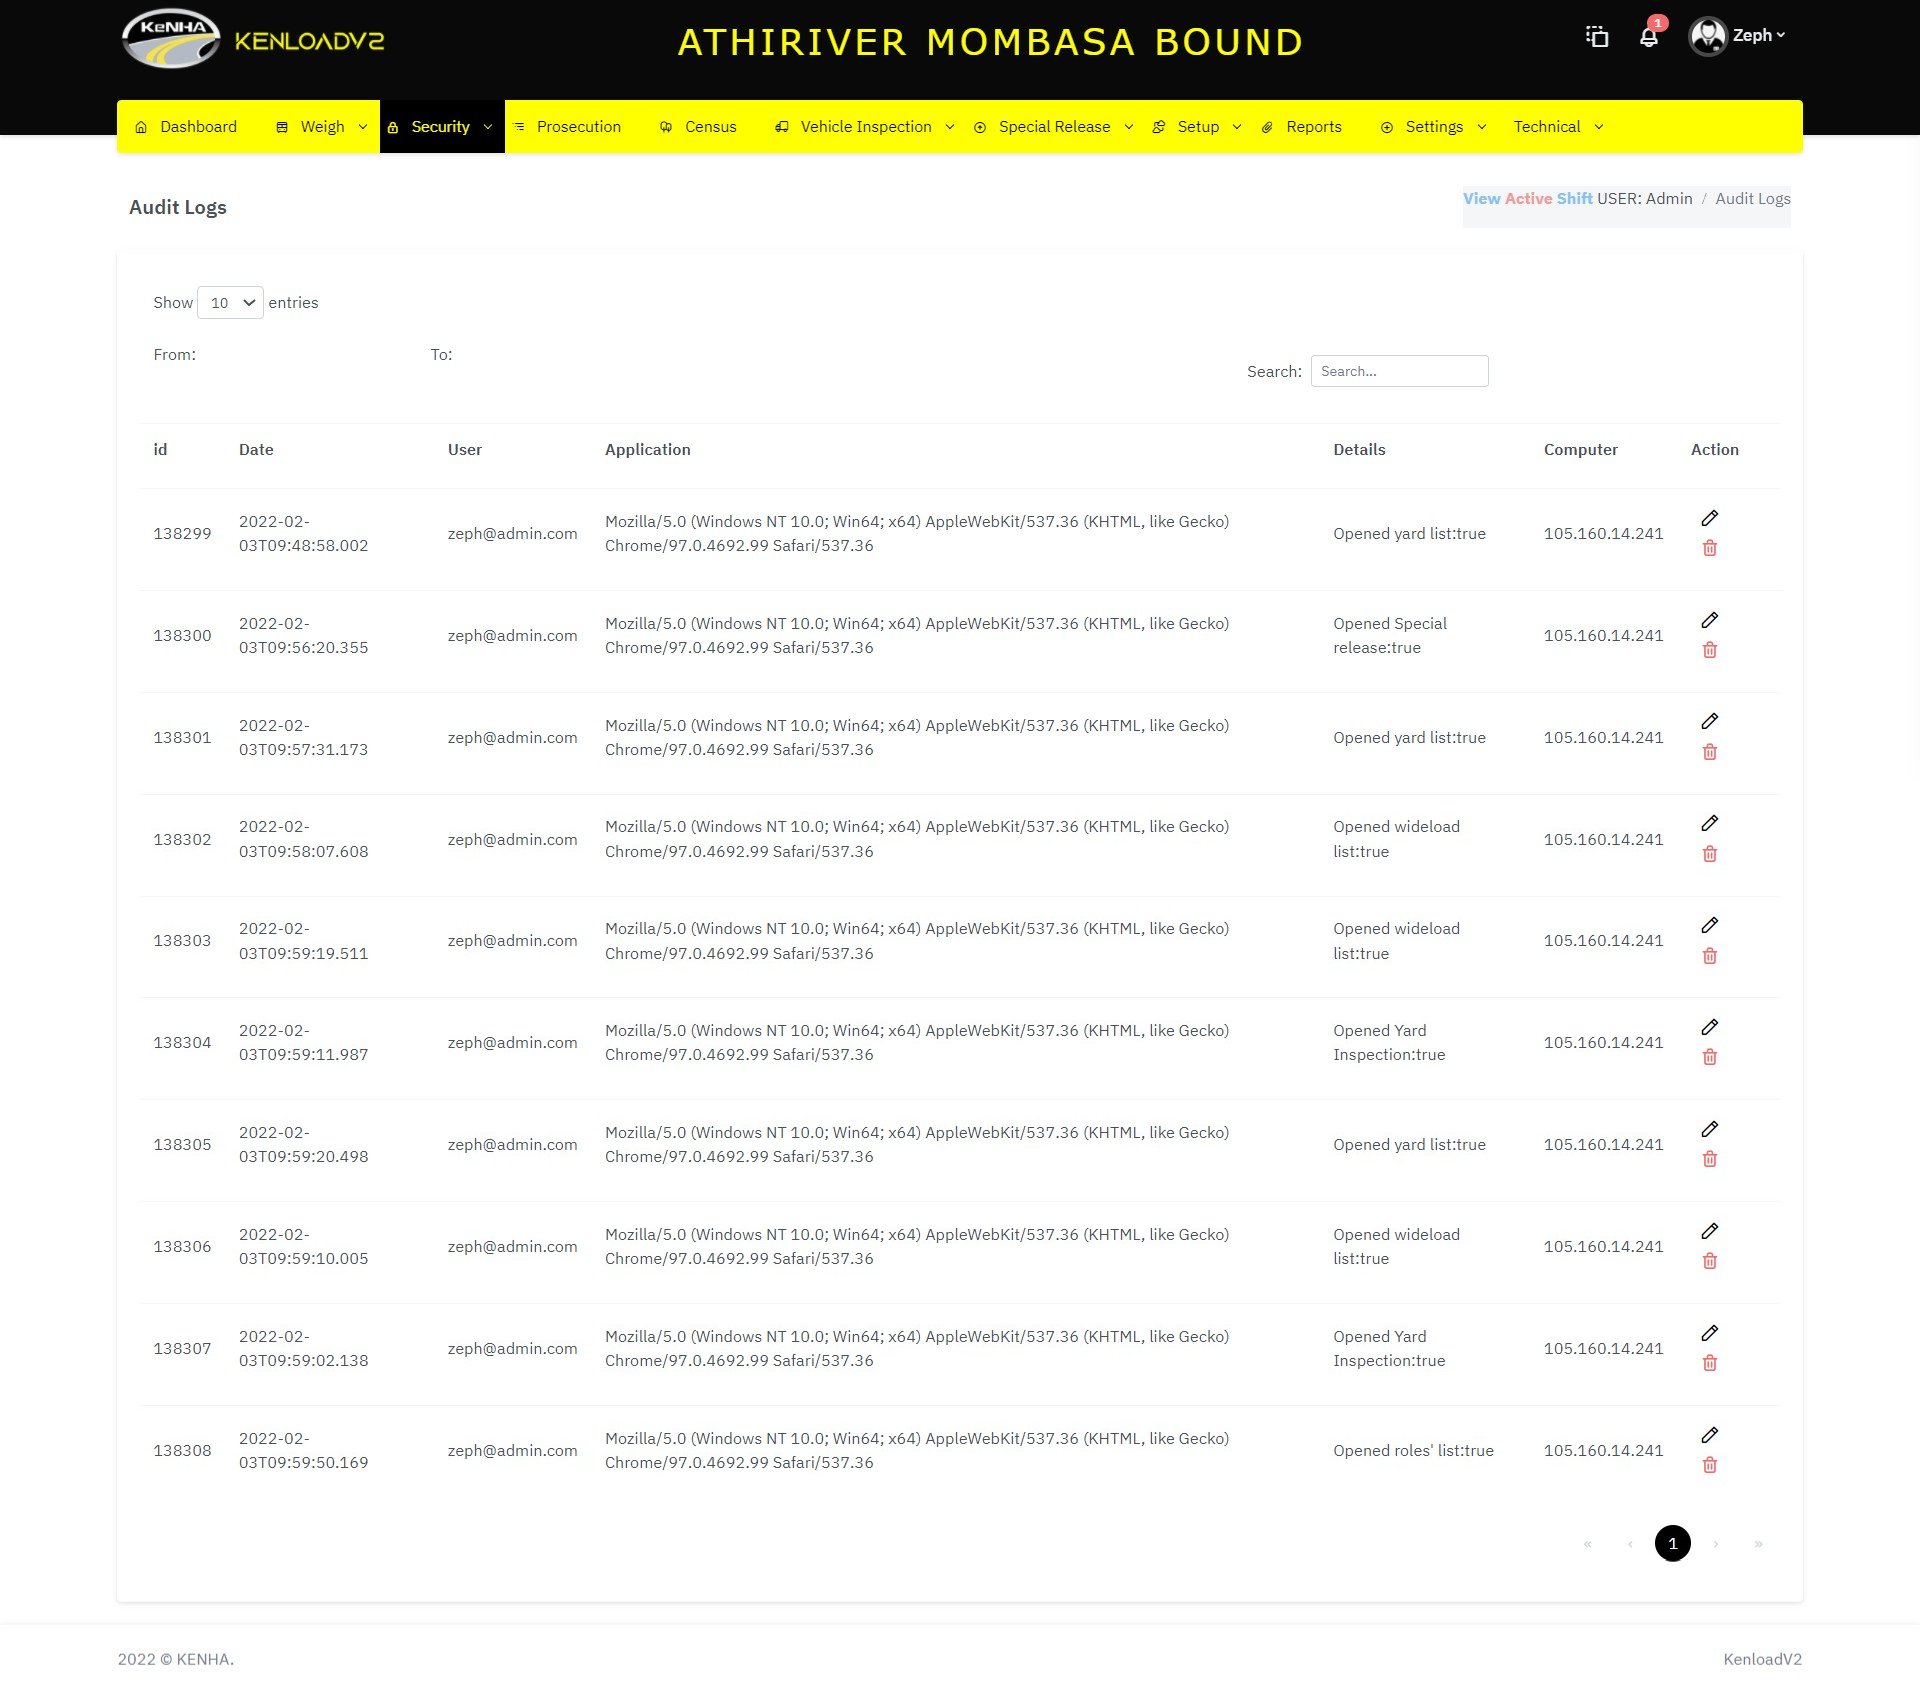 KeNHA KENLOADV2 ATHIRIVER MOMBASA BOUND 1 Zeph
Dashboard Weigh Security Prosecution Census Vehicle Inspection Special Release Setup Reports Settings Technical
Audit Logs View Active Shift USER: Admin / Audit Logs
Show 10 entries
From: To:
Search: Search...
id Date User Application Details Computer Action
138299 2022-02-03T09:48:58.002 zeph@admin.com Mozilla/5.0 (Windows NT 10.0; Win64; x64) AppleWebKit/537.36 (KHTML, like Gecko) Chrome/97.0.4692.99 Safari/537.36 Opened yard list:true 105.160.14.241
138300 2022-02-03T09:56:20.355 zeph@admin.com Mozilla/5.0 (Windows NT 10.0; Win64; x64) AppleWebKit/537.36 (KHTML, like Gecko) Chrome/97.0.4692.99 Safari/537.36 Opened Special release:true 105.160.14.241
138301 2022-02-03T09:57:31.173 zeph@admin.com Mozilla/5.0 (Windows NT 10.0; Win64; x64) AppleWebKit/537.36 (KHTML, like Gecko) Chrome/97.0.4692.99 Safari/537.36 Opened yard list:true 105.160.14.241
138302 2022-02-03T09:58:07.608 zeph@admin.com Mozilla/5.0 (Windows NT 10.0; Win64; x64) AppleWebKit/537.36 (KHTML, like Gecko) Chrome/97.0.4692.99 Safari/537.36 Opened wideload list:true 105.160.14.241
138303 2022-02-03T09:59:19.511 zeph@admin.com Mozilla/5.0 (Windows NT 10.0; Win64; x64) AppleWebKit/537.36 (KHTML, like Gecko) Chrome/97.0.4692.99 Safari/537.36 Opened wideload list:true 105.160.14.241
138304 2022-02-03T09:59:11.987 zeph@admin.com Mozilla/5.0 (Windows NT 10.0; Win64; x64) AppleWebKit/537.36 (KHTML, like Gecko) Chrome/97.0.4692.99 Safari/537.36 Opened Yard Inspection:true 105.160.14.241
138305 2022-02-03T09:59:20.498 zeph@admin.com Mozilla/5.0 (Windows NT 10.0; Win64; x64) AppleWebKit/537.36 (KHTML, like Gecko) Chrome/97.0.4692.99 Safari/537.36 Opened yard list:true 105.160.14.241
138306 2022-02-03T09:59:10.005 zeph@admin.com Mozilla/5.0 (Windows NT 10.0; Win64; x64) AppleWebKit/537.36 (KHTML, like Gecko) Chrome/97.0.4692.99 Safari/537.36 Opened wideload list:true 105.160.14.241
138307 2022-02-03T09:59:02.138 zeph@admin.com Mozilla/5.0 (Windows NT 10.0; Win64; x64) AppleWebKit/537.36 (KHTML, like Gecko) Chrome/97.0.4692.99 Safari/537.36 Opened Yard Inspection:true 105.160.14.241
138308 2022-02-03T09:59:50.169 zeph@admin.com Mozilla/5.0 (Windows NT 10.0; Win64; x64) AppleWebKit/537.36 (KHTML, like Gecko) Chrome/97.0.4692.99 Safari/537.36 Opened roles' list:true 105.160.14.241
« ‹ 1 › »
2022 © KENHA. KenloadV2